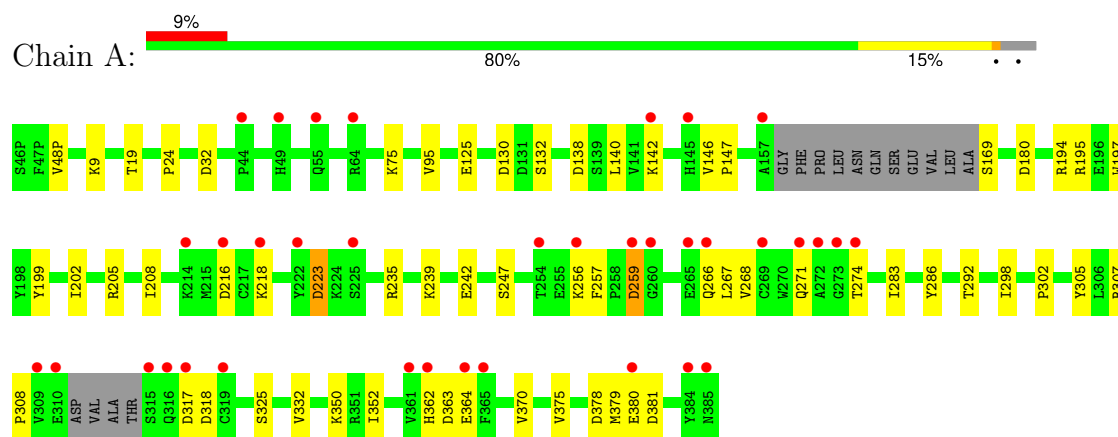 9%
Chain A:
80%
15%
• •
S46P F47P V48P K9 T19 P24 D32 P44 H49 Q55 R64 K75 V95 E125 D130 D131 S132 D138 S139 L140 V141 K142 H145 V146 P147 A157 GLY PHE PRO LEU ASN GLN SER GLU VAL LEU ALA S169 D180 R194 R195 E196 W197
Y198 Y199 I202 R205 I208 K214 M215 D216 C217 K218 Y222 D223 K224 S225 R235 K239 E242 S247 T254 E255 K256 F257 P258 D259 G260 E265 Q266 L267 V268 C269 W270 Q271 A272 G273 T274 I283 Y286 T292 I298 P302 Y305 L306
P308 V309 E310 ASP VAL ALA THR S315 Q316 D317 D318 C319 S325 V332 K350 R351 I352 V361 H362 D363 E364 F365 V370 V375 D378 M379 E380 D381 Y384 N385